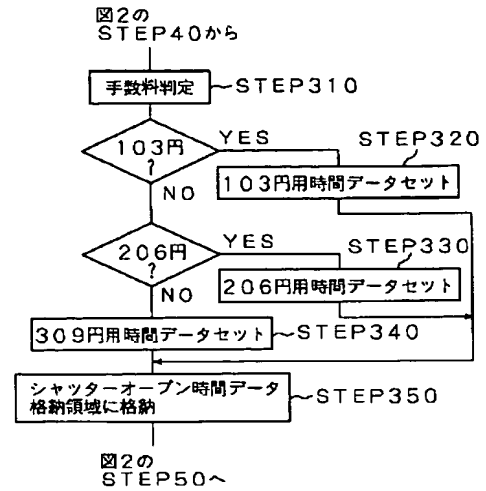 図2の
STEP40から
手数料判定
STEP310
103円
?
YES
STEP320
103円用時間データセット
NO
206円
?
YES
STEP330
206円用時間データセット
NO
309円用時間データセット
STEP340
シャッターオープン時間データ
格納領域に格納
STEP350
図2の
STEP50へ